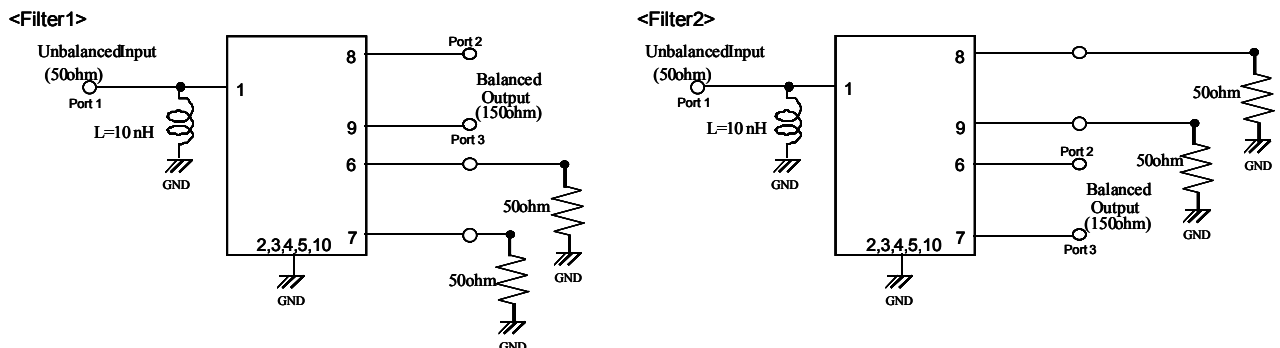 <Filter1>
UnbalancedInput
(50ohm)
Port 1
L=10 nH
GND
1
8
9
6
7
2,3,4,5,10
GND
Port 2
Balanced
Output
(150ohm)
Port 3
50ohm
GND
50ohm
GND
<Filter2>
UnbalancedInput
(50ohm)
Port 1
L=10 nH
GND
1
8
9
6
7
2,3,4,5,10
GND
50ohm
GND
50ohm
GND
Port 2
Balanced
Output
(150ohm)
Port 3